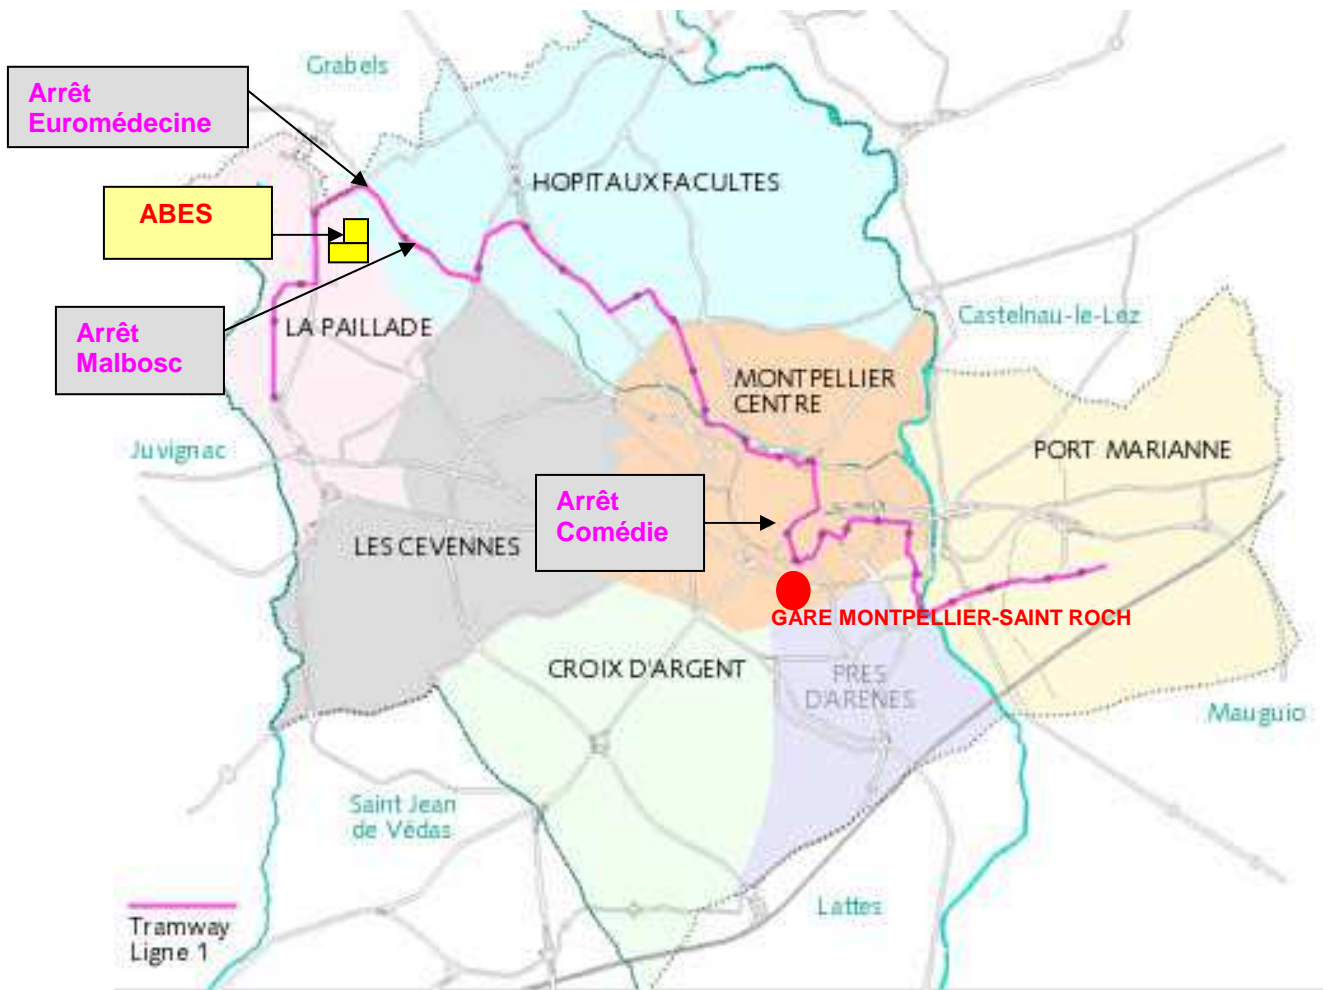 Grabels
Arrêt
Euromédecine
HOPITAUX FACULTES
ABES
Castelnau-le-Lez
Arrêt
Malbosc
LA PAILLADE
MONTPELLIER
CENTRE
Juvignac
PORT MARIANNE
Arrêt
Comédie
LES CEVENNES
GARE MONTPELLIER-SAINT ROCH
CROIX D'ARGENT
PRES
D'ARENES
Mauguio
Saint Jean
de Védas
Lattes
Tramway
Ligne 1